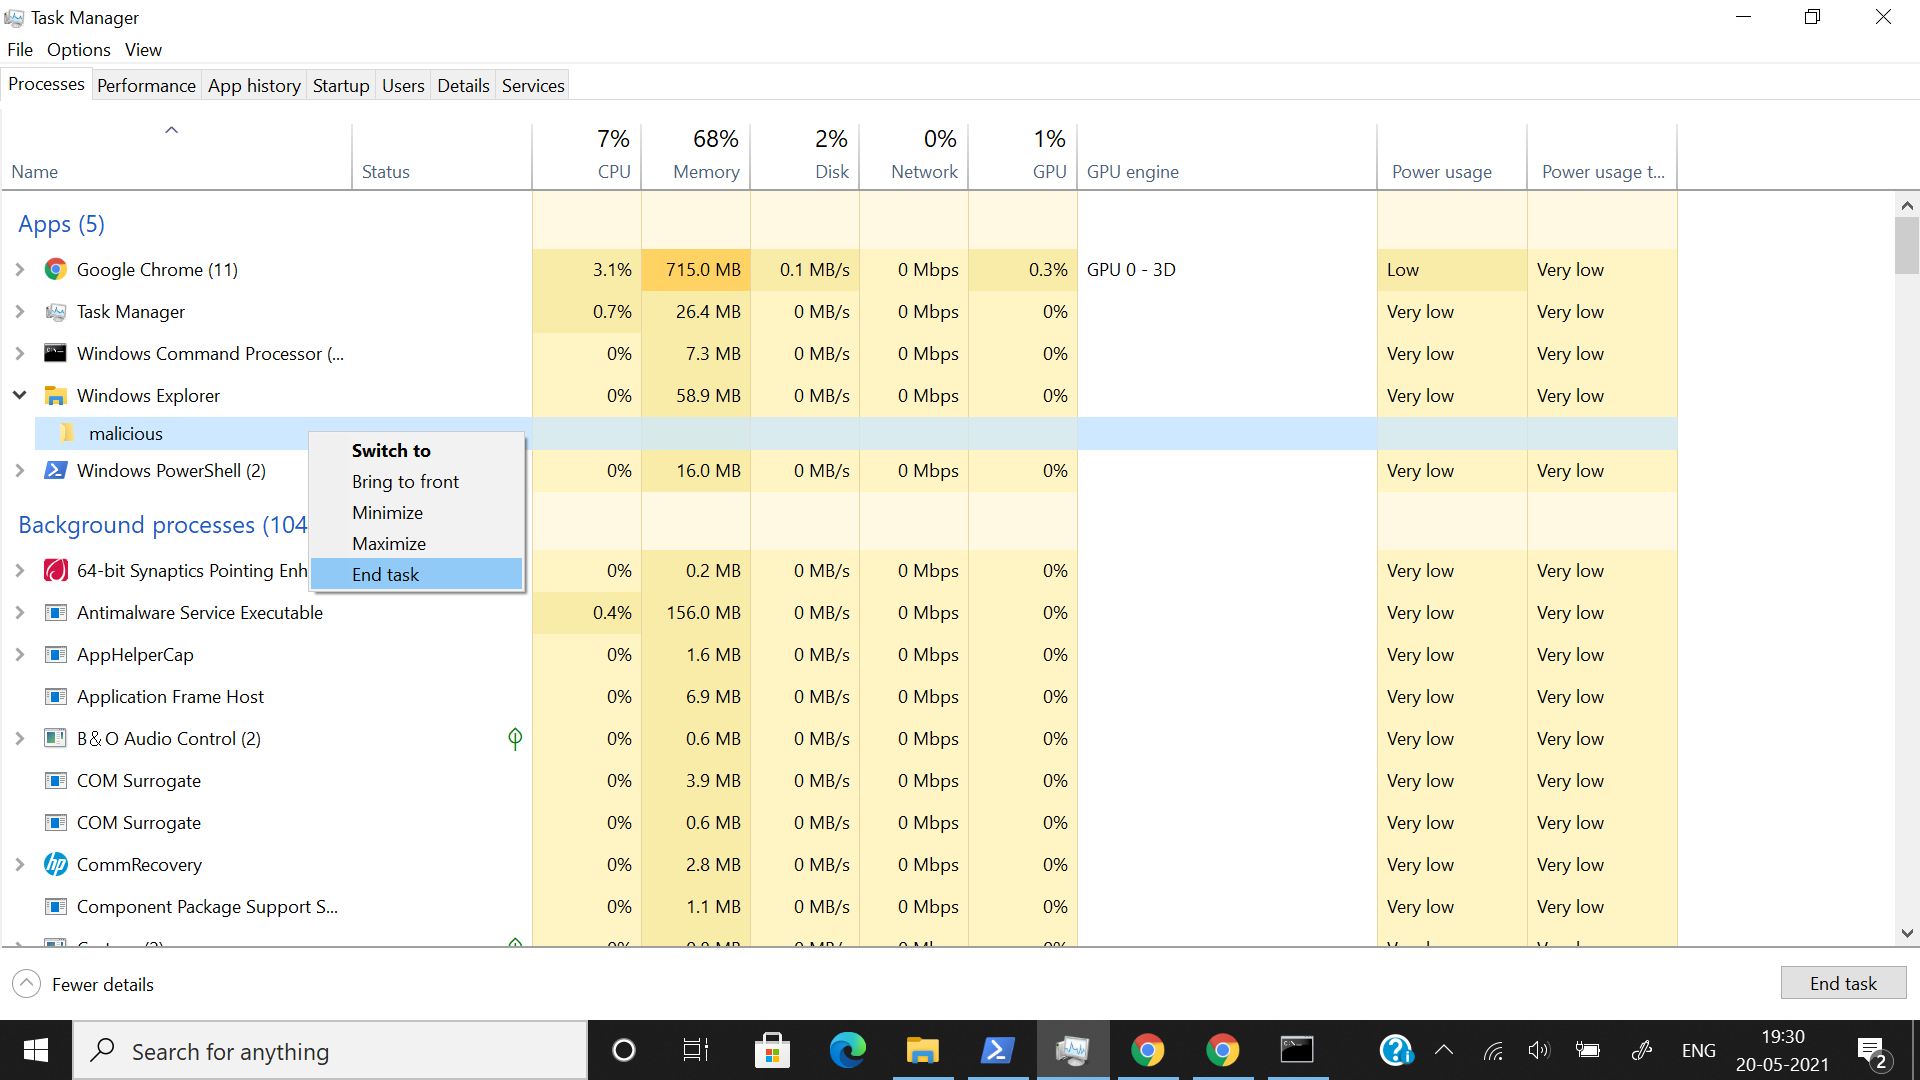 Task Manager
File Options View
Processes Performance App history Startup Users Details Services
7% 68% 2% 0% 1%
Name Status CPU Memory Disk Network GPU GPU engine Power usage Power usage t...
Apps (5)
Google Chrome (11) 3.1% 715.0 MB 0.1 MB/s 0 Mbps 0.3% GPU 0 - 3D Low Very low
Task Manager 0.7% 26.4 MB 0 MB/s 0 Mbps 0% Very low Very low
Windows Command Processor (... 0% 7.3 MB 0 MB/s 0 Mbps 0% Very low Very low
Windows Explorer 0% 58.9 MB 0 MB/s 0 Mbps 0% Very low Very low
malicious
Windows PowerShell (2) 0% 16.0 MB 0 MB/s 0 Mbps 0% Very low Very low
Switch to
Bring to front
Minimize
Maximize
End task
Background processes (104
64-bit Synaptics Pointing Enh 0% 0.2 MB 0 MB/s 0 Mbps 0% Very low Very low
Antimalware Service Executable 0.4% 156.0 MB 0 MB/s 0 Mbps 0% Very low Very low
AppHelperCap 0% 1.6 MB 0 MB/s 0 Mbps 0% Very low Very low
Application Frame Host 0% 6.9 MB 0 MB/s 0 Mbps 0% Very low Very low
B&O Audio Control (2) 0% 0.6 MB 0 MB/s 0 Mbps 0% Very low Very low
COM Surrogate 0% 3.9 MB 0 MB/s 0 Mbps 0% Very low Very low
COM Surrogate 0% 0.6 MB 0 MB/s 0 Mbps 0% Very low Very low
CommRecovery 0% 2.8 MB 0 MB/s 0 Mbps 0% Very low Very low
Component Package Support S... 0% 1.1 MB 0 MB/s 0 Mbps 0% Very low Very low
Fewer details End task
Search for anything
ENG 19:30
20-05-2021
2